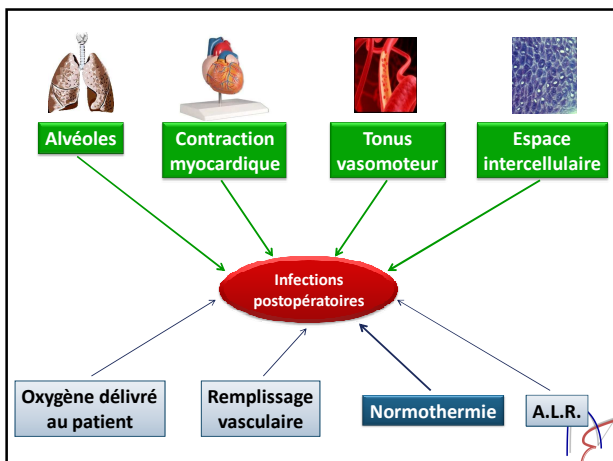 Alvéoles
Contraction
myocardique
Tonus
vasomoteur
Espace
intercellulaire
Infections
postopératoires
Oxygène délivré
au patient
Remplissage
vasculaire
Normothermie
A.L.R.